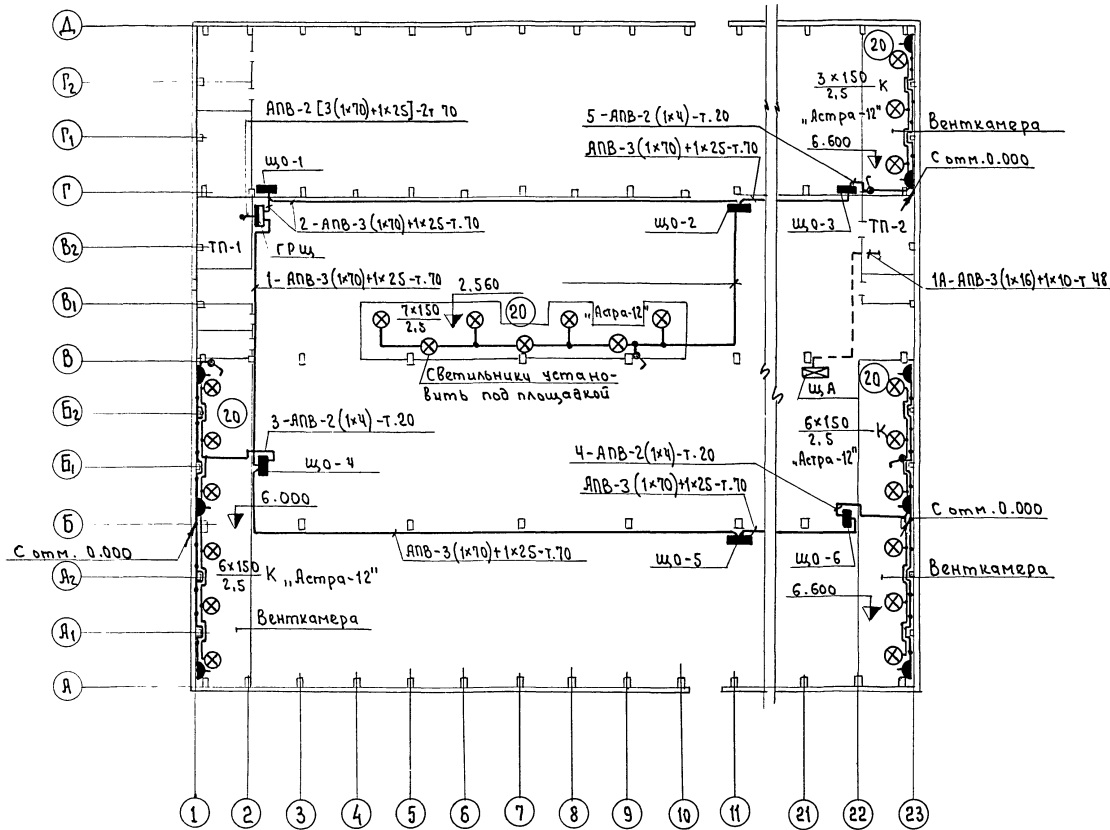 Д
20
Г₂
3×150
2,5
К
АПВ-2 [3(1×70)+1×25]-2т 70
5-АПВ-2 (1×4)-т.20
„Астра-12"
Венткамера
Г₁
АПВ-3 (1×70)+1×25-т.70
6.600
С отм.0.000
ЩО-1
Г
2-АПВ-3(1×70)+1×25-т.70
ЩО-2
ЩО-3
ТП-2
В₂
ТП-1
ГРЩ
1-АПВ-3(1×70)+1×25-т.70
2.560
1А-АПВ-3(1×16)+1×10-т 48
В₁
7×150
2,5
20
„Астра-12"
В
Светильники устано-
вить под площадкой
ЩА
20
Б₂
20
3-АПВ-2(1×4)-т.20
6×150
2,5
К
„Астра-12"
Б₁
ЩО-4
4-АПВ-2(1×4)-т.20
6.000
АПВ-3(1×70)+1×25-т.70
Б
С отм.0.000
С отм. 0.000
АПВ-3(1×70)+1×25-т.70
ЩО-5
ЩО-6
А₂
6×150
2,5
К „Астра-12"
Венткамера
6.600
А₁
Венткамера
А
1 2 3 4 5 6 7 8 9 10 11 21 22 23